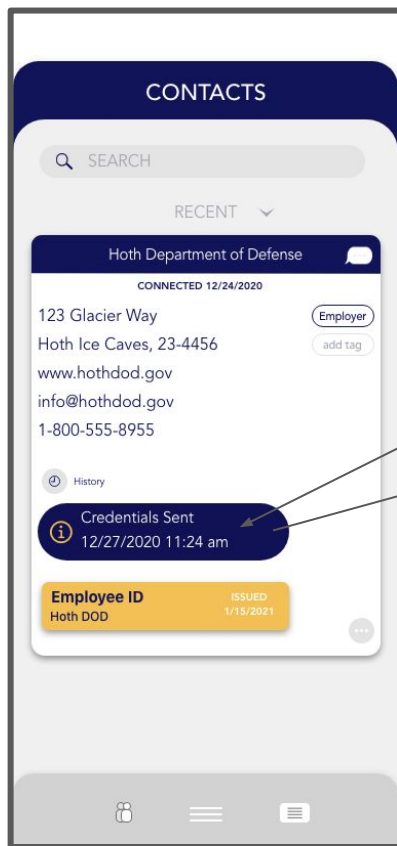 CONTACTS
SEARCH
RECENT
Hoth Department of Defense
CONNECTED 12/24/2020
123 Glacier Way
Employer
Hoth Ice Caves, 23-4456
add tag
www.hothdod.gov
info@hothdod.gov
1-800-555-8955
History
Credentials Sent
12/27/2020 11:24 am
Employee ID
ISSUED
Hoth DOD
1/15/2021